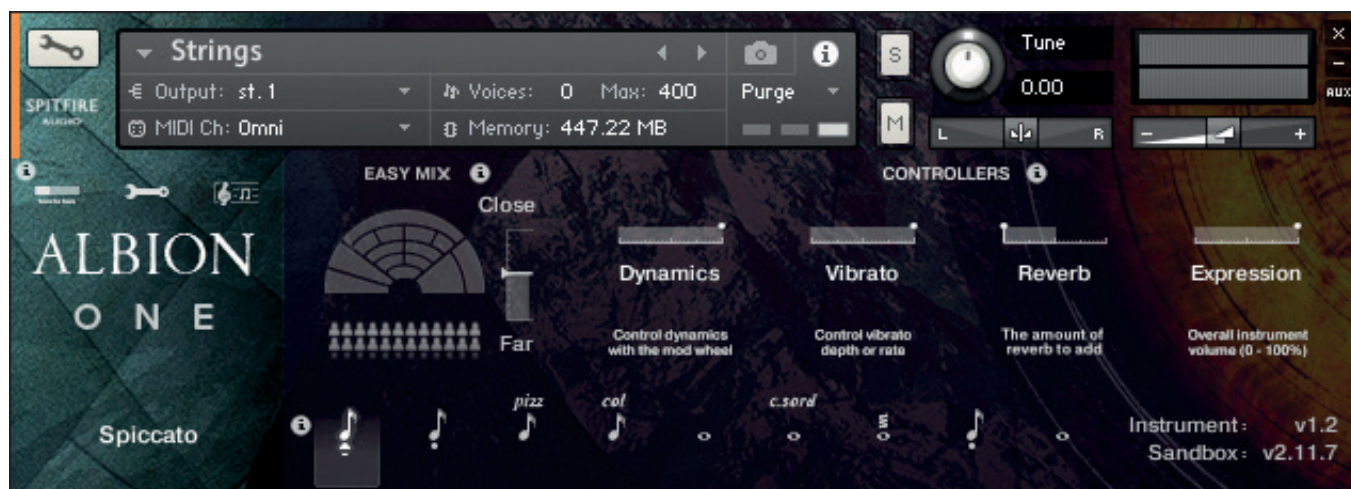 Strings
S
Tune
×
-
AUX
SPITFIRE
AUDIO
Output: st.1
Voices: 0 Max: 400
Purge
0.00
MIDI Ch: Omni
Memory: 447.22 MB
M
L
R
-
+
EASY MIX
CONTROLLERS
Close
Far
ALBION
ONE
Dynamics
Vibrato
Reverb
Expression
Control dynamics
with the mod wheel
Control vibrato
depth or rate
The amount of
reverb to add
Overall instrument
volume (0 - 100%)
pizz
col
c.sord
Spiccato
Instrument: v1.2
Sandbox: v2.11.7